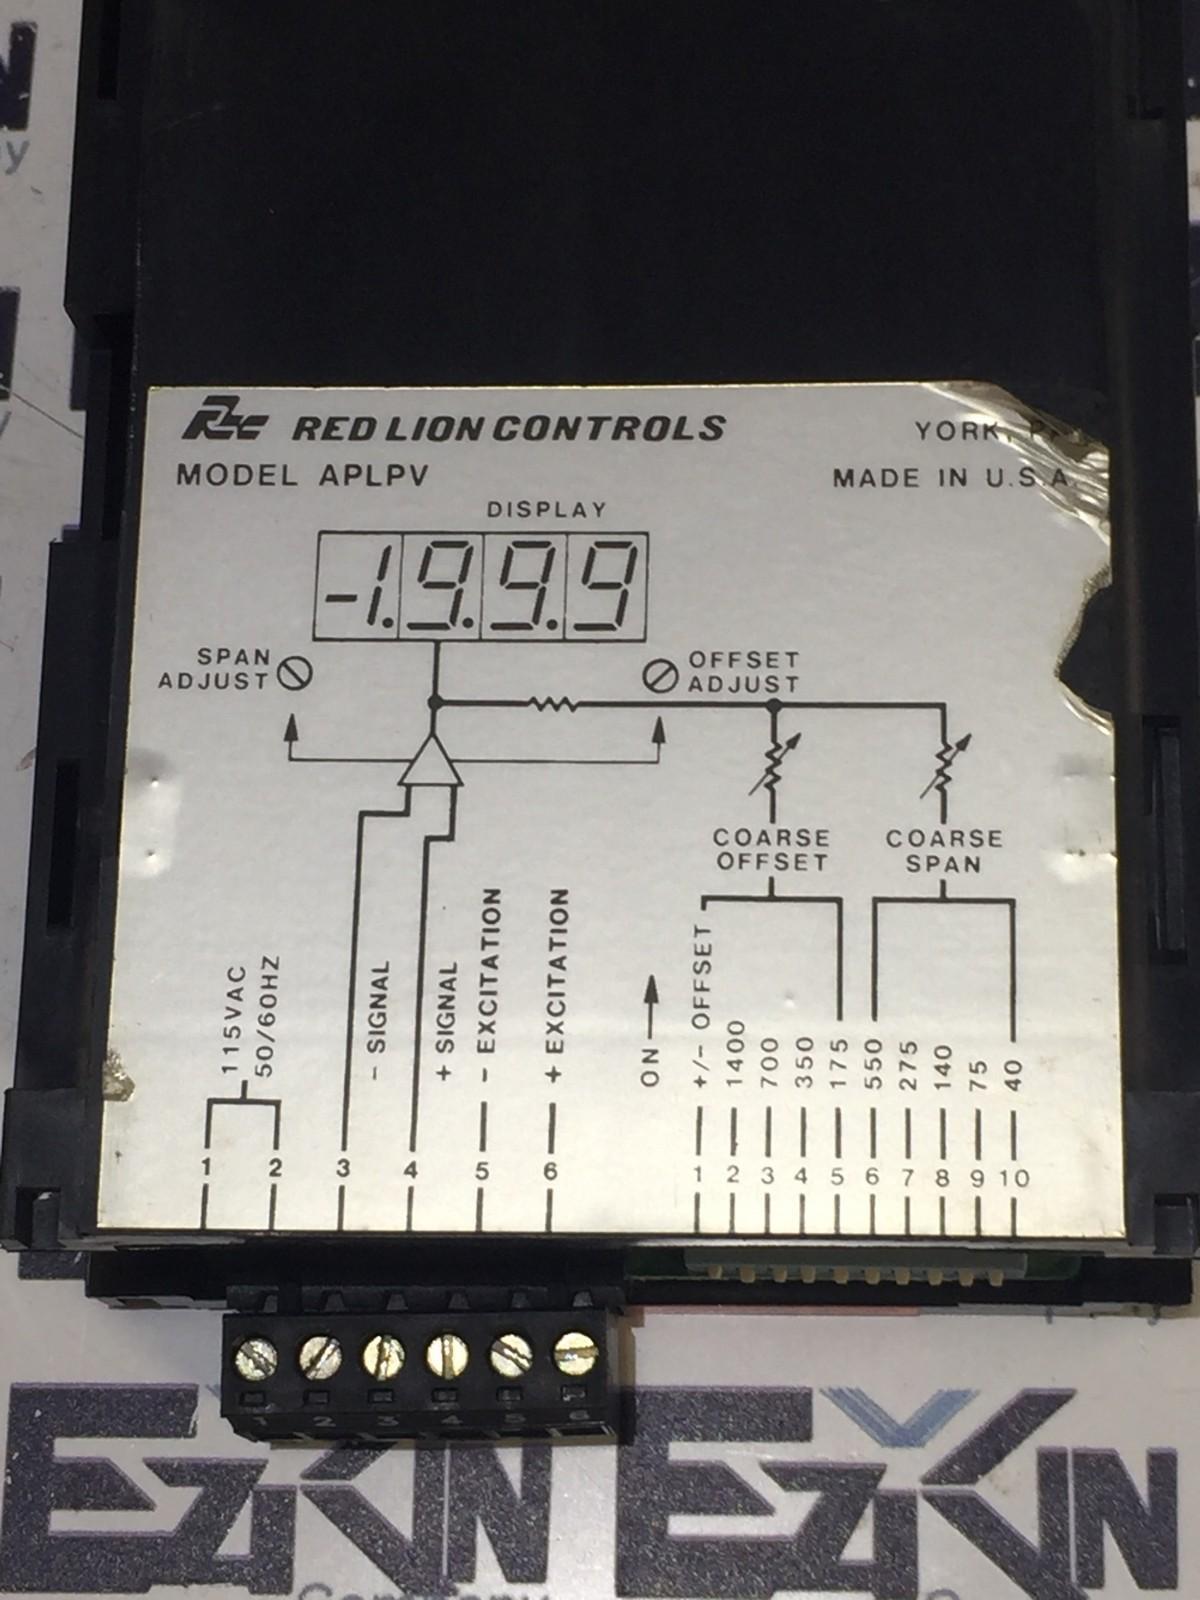 RED LION CONTROLS YORK,
MODEL APLPV MADE IN U.S.A.
DISPLAY
-1.9.9.9
SPAN ADJUST
OFFSET ADJUST
COARSE OFFSET
COARSE SPAN
115VAC
50/60HZ
- SIGNAL
+ SIGNAL
- EXCITATION
+ EXCITATION
ON
+/- OFFSET
1400
700
350
175
550
275
140
75
40
1 2 3 4 5 6
1 2 3 4 5 6 7 8 9 10
1 2 3 4 5 6
EZKIN EZKIN
Company